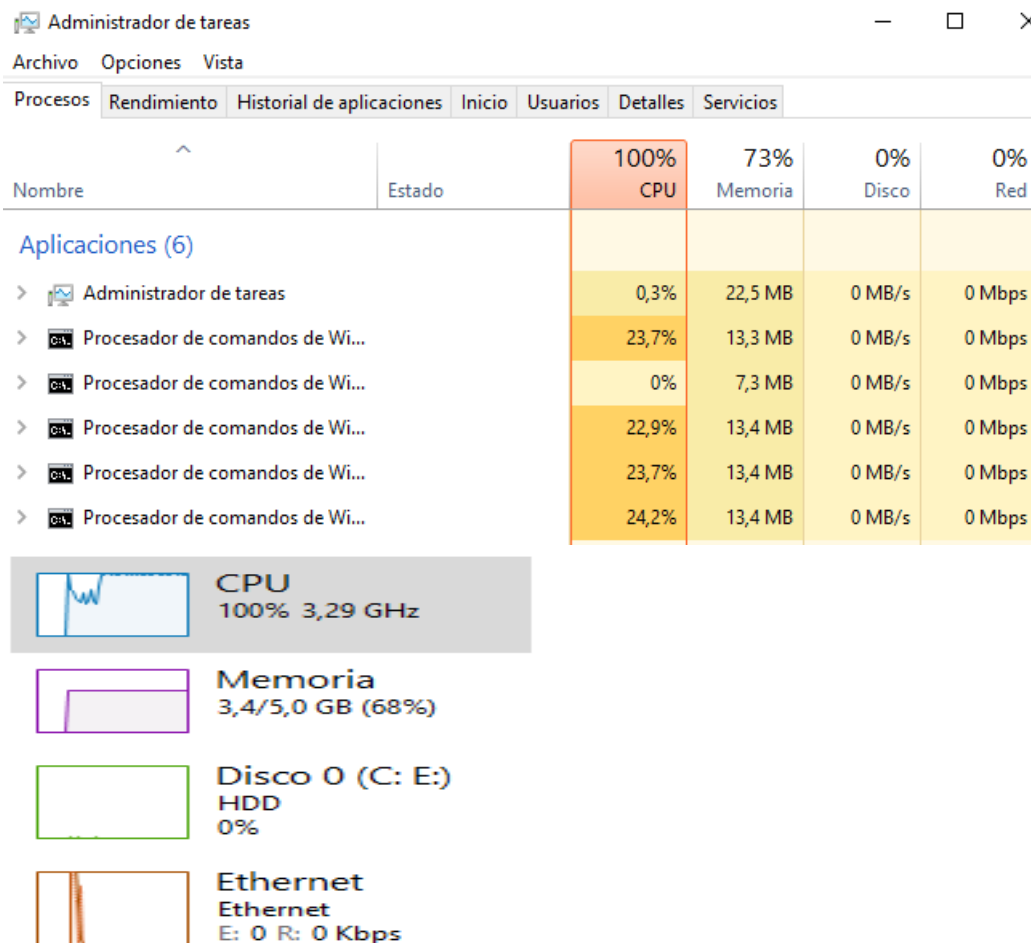 Administrador de tareas
Archivo Opciones Vista
Procesos Rendimiento Historial de aplicaciones Inicio Usuarios Detalles Servicios
100% 73% 0% 0%
Nombre Estado CPU Memoria Disco Red
Aplicaciones (6)
Administrador de tareas 0,3% 22,5 MB 0 MB/s 0 Mbps
Procesador de comandos de Wi... 23,7% 13,3 MB 0 MB/s 0 Mbps
Procesador de comandos de Wi... 0% 7,3 MB 0 MB/s 0 Mbps
Procesador de comandos de Wi... 22,9% 13,4 MB 0 MB/s 0 Mbps
Procesador de comandos de Wi... 23,7% 13,4 MB 0 MB/s 0 Mbps
Procesador de comandos de Wi... 24,2% 13,4 MB 0 MB/s 0 Mbps
CPU
100% 3,29 GHz
Memoria
3,4/5,0 GB (68%)
Disco 0 (C: E:)
HDD
0%
Ethernet
Ethernet
E: 0 R: 0 Kbps